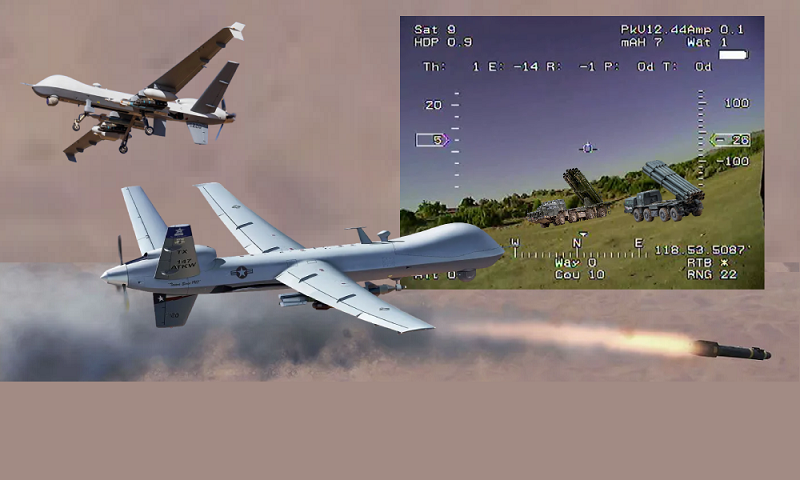 Sat 9
HDP 0.9
PkV12.44Amp 0.1
mAH 7 Wat 1
Th: 1 E: -14 R: -1 P: 0d T: 0d
20
100
5
- 26
-100
W N E
118.53.5087'
Way 0
RTB *
Alt 0
Cou 10
RNG 22
TX
147
ATKW